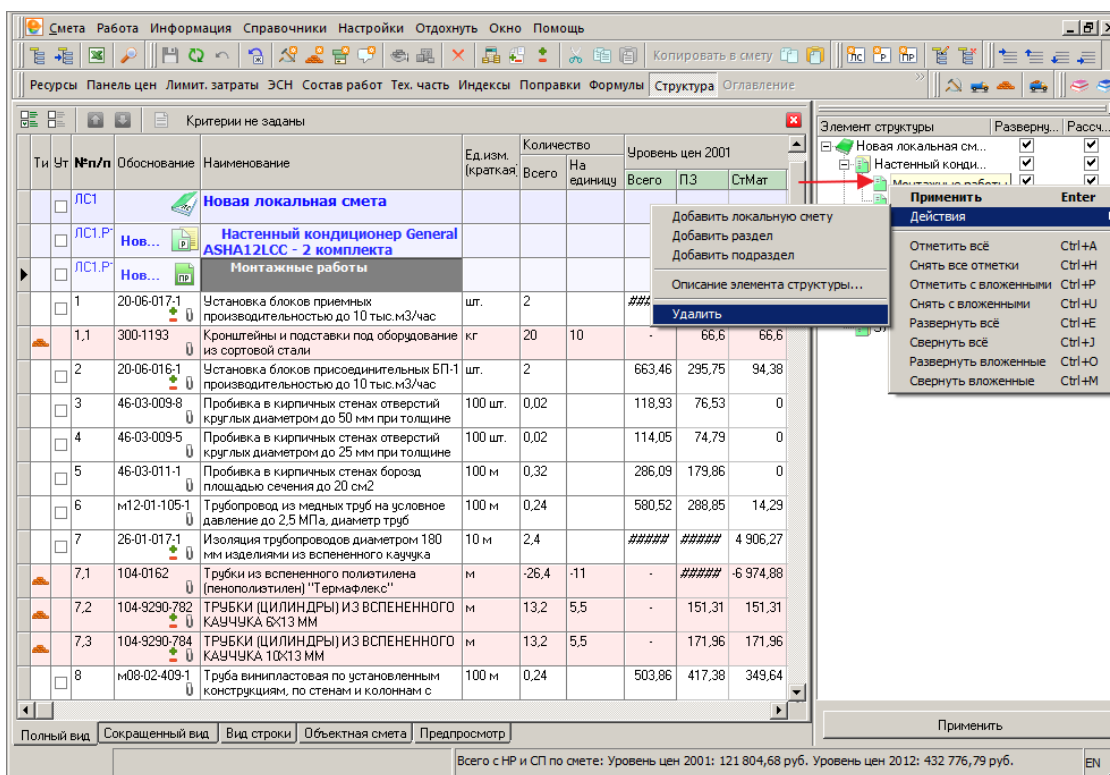 Смета Работа Информация Справочники Настройки Отдохнуть Окно Помощь
Копировать в смету
ПС Р ПР
Ресурсы Панель цен Лимит. затраты ЭСН Состав работ Тех. часть Индексы Поправки Формулы Структура Оглавление
Критерии не заданы
Ти Ут №п/п Обоснование Наименование Ед.изм. (краткая) Количество Всего На единицу Уровень цен 2001 Всего ПЗ СтМат
ЛС1 Новая локальная смета
ЛС1.Р Нов... Р Настенный кондиционер General
ASHA12LCC - 2 комплекта
ЛС1.Р Нов... ПР Монтажные работы
1 20-06-017-1 Установка блоков приемных шт. 2 ###
производительностью до 10 тыс.м3/час
1,1 300-1193 Кронштейны и подставки под оборудование кг 20 10 - 66,6 66,6
из сортовой стали
2 20-06-016-1 Установка блоков присоединительных БП-1 шт. 2 663,46 295,75 94,38
производительностью до 10 тыс.м3/час
3 46-03-009-8 Пробивка в кирпичных стенах отверстий 100 шт. 0,02 118,93 76,53 0
круглых диаметром до 50 мм при толщине
4 46-03-009-5 Пробивка в кирпичных стенах отверстий 100 шт. 0,02 114,05 74,79 0
круглых диаметром до 25 мм при толщине
5 46-03-011-1 Пробивка в кирпичных стенах борозд 100 м 0,32 286,09 179,86 0
площадью сечения до 20 см2
6 м12-01-105-1 Трубопровод из медных труб на условное 100 м 0,24 580,52 288,85 14,29
давление до 2,5 МПа, диаметр труб
7 26-01-017-1 Изоляция трубопроводов диаметром 180 10 м 2,4 ##### ##### 4 906,27
мм изделиями из вспененного каучука
7,1 104-0162 Трубки из вспененного полиэтилена м -26,4 -11 - ##### -6 974,88
(пенополиэтилен) "Термафлекс"
7,2 104-9290-782 ТРУБКИ (ЦИЛИНДРЫ) ИЗ ВСПЕНЕННОГО м 13,2 5,5 - 151,31 151,31
КАУЧУКА 6X13 ММ
7,3 104-9290-784 ТРУБКИ (ЦИЛИНДРЫ) ИЗ ВСПЕНЕННОГО м 13,2 5,5 - 171,96 171,96
КАУЧУКА 10X13 ММ
8 м08-02-409-1 Труба винипластовая по установленным 100 м 0,24 503,86 417,38 349,64
конструкциям, по стенам и колоннам с
Полный вид Сокращенный вид Вид строки Объектная смета Предпросмотр
Элемент структуры Разверну... Рассч...
Новая локальная см...
Настенный конди...
Монтажные работы
Применить Enter
Действия
Отметить всё Ctrl+A
Снять все отметки Ctrl+H
Отметить с вложенными Ctrl+P
Снять с вложенными Ctrl+U
Развернуть всё Ctrl+E
Свернуть всё Ctrl+J
Развернуть вложенные Ctrl+O
Свернуть вложенные Ctrl+M
Добавить локальную смету
Добавить раздел
Добавить подраздел
Описание элемента структуры...
Удалить
Применить
Всего с НР и СП по смете: Уровень цен 2001: 121 804,68 руб. Уровень цен 2012: 432 776,79 руб. EN